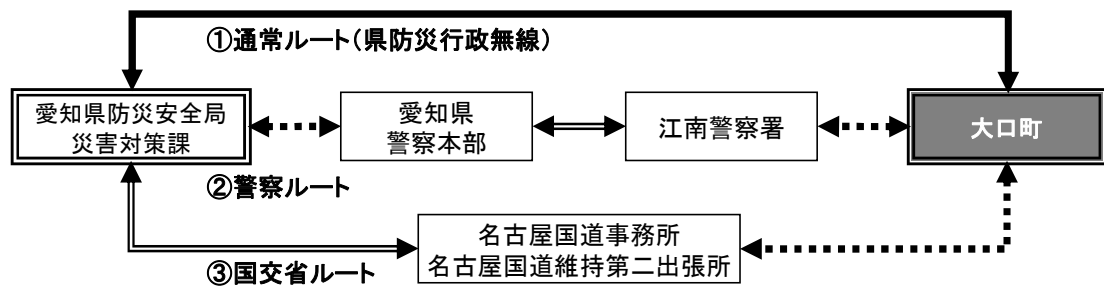 ①通常ルート（県防災行政無線）
愛知県防災安全局
災害対策課
愛知県
警察本部
江南警察署
大口町
②警察ルート
名古屋国道事務所
名古屋国道維持第二出張所
③国交省ルート